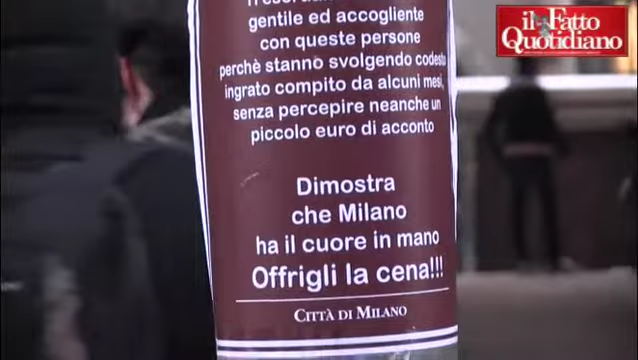 il Fatto
Quotidiano
gentile ed accogliente
con queste persone
perchè stanno svolgendo codesto
ingrato compito da alcuni mesi,
senza percepire neanche un
piccolo euro di acconto
Dimostra
che Milano
ha il cuore in mano
Offrigli la cena!!!
CITTÀ DI MILANO